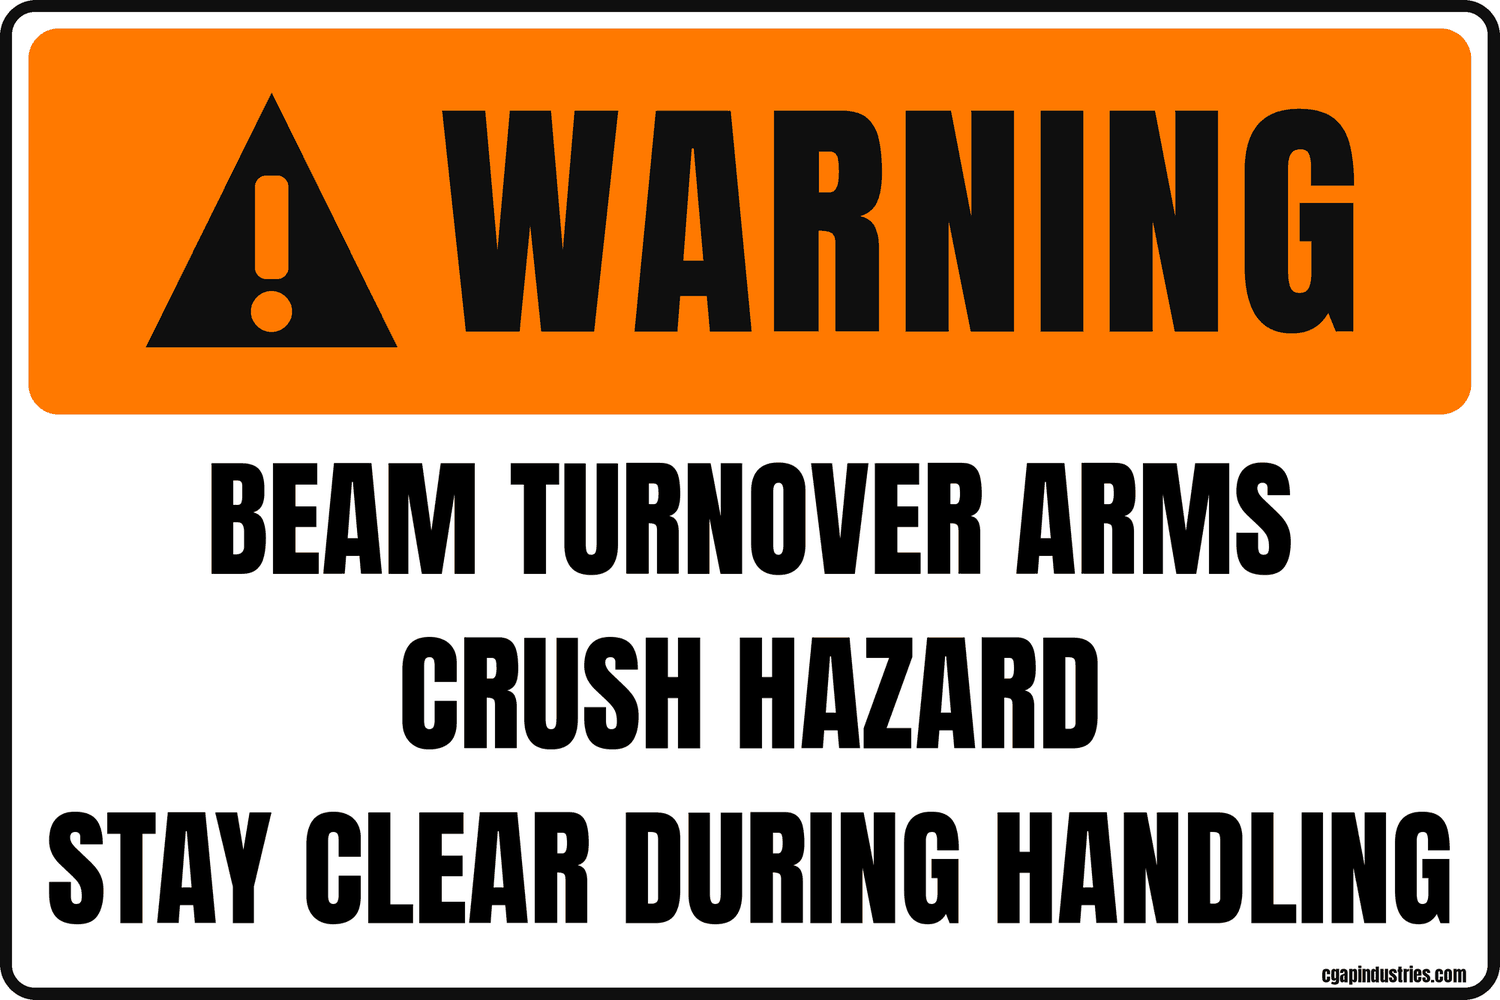 WARNING
BEAM TURNOVER ARMS
CRUSH HAZARD
STAY CLEAR DURING HANDLING
cgapindustries.com